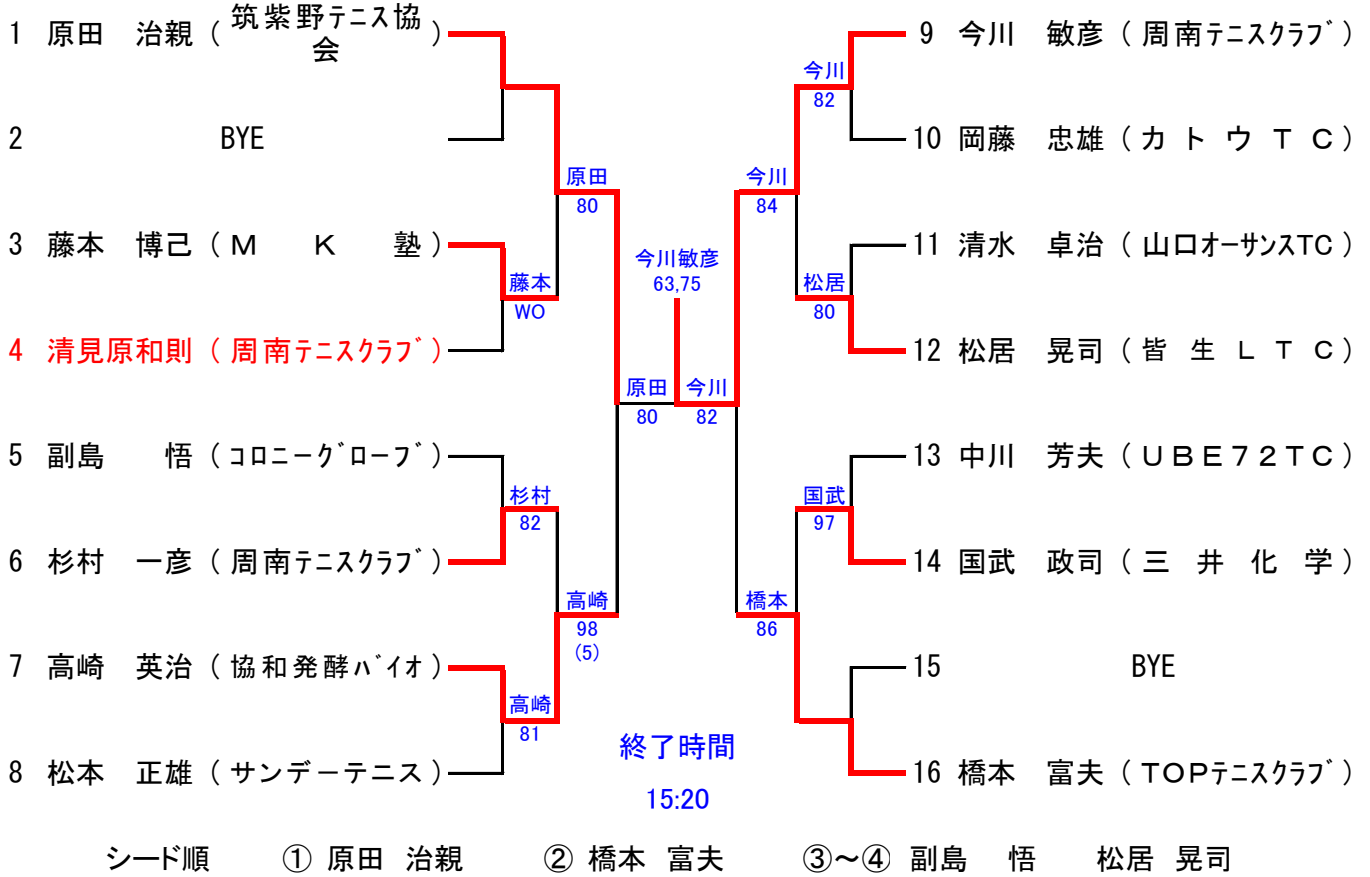 1 原田 治親 ( 筑紫野テニス協会 )
2 BYE
3 藤本 博己 ( M K 塾 )
4 清見原和則 ( 周南テニスクラブ )
5 副島 悟 ( コロニーグローブ )
6 杉村 一彦 ( 周南テニスクラブ )
7 高崎 英治 ( 協和発酵バイオ )
8 松本 正雄 ( サンデーテニス )
藤本
WO
杉村
82
高崎
81
原田
80
高崎
98
(5)
原田
80
今川敏彦
63,75
今川
82
今川
84
橋本
86
今川
82
松居
80
国武
97
9 今川 敏彦 ( 周南テニスクラブ )
10 岡藤 忠雄 ( カトウTC )
11 清水 卓治 ( 山口オーサンスTC )
12 松居 晃司 ( 皆生LTC )
13 中川 芳夫 ( UBE72TC )
14 国武 政司 ( 三井化学 )
15 BYE
16 橋本 富夫 ( TOPテニスクラブ )
終了時間
15:20
シード順 ① 原田 治親 ② 橋本 富夫 ③~④ 副島 悟 松居 晃司